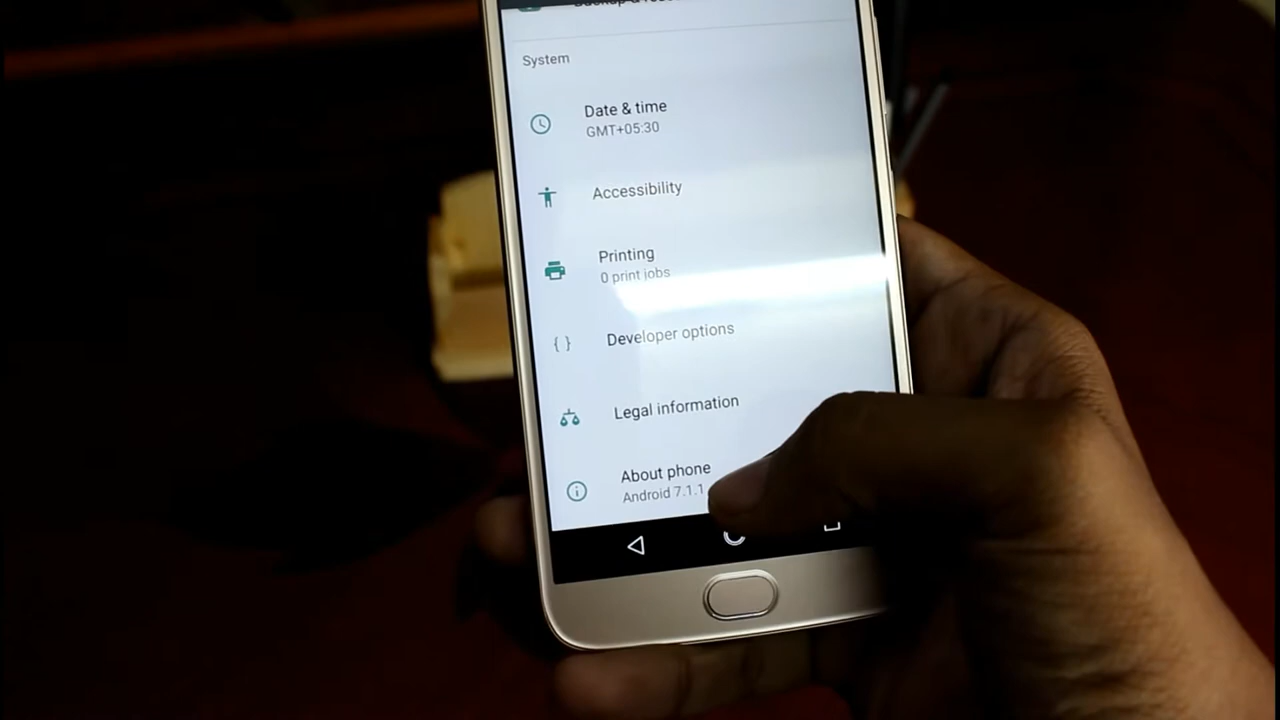 System
Date & time
GMT+05:30
Accessibility
Printing
0 print jobs
{ }
Developer options
Legal information
About phone
Android 7.1.1